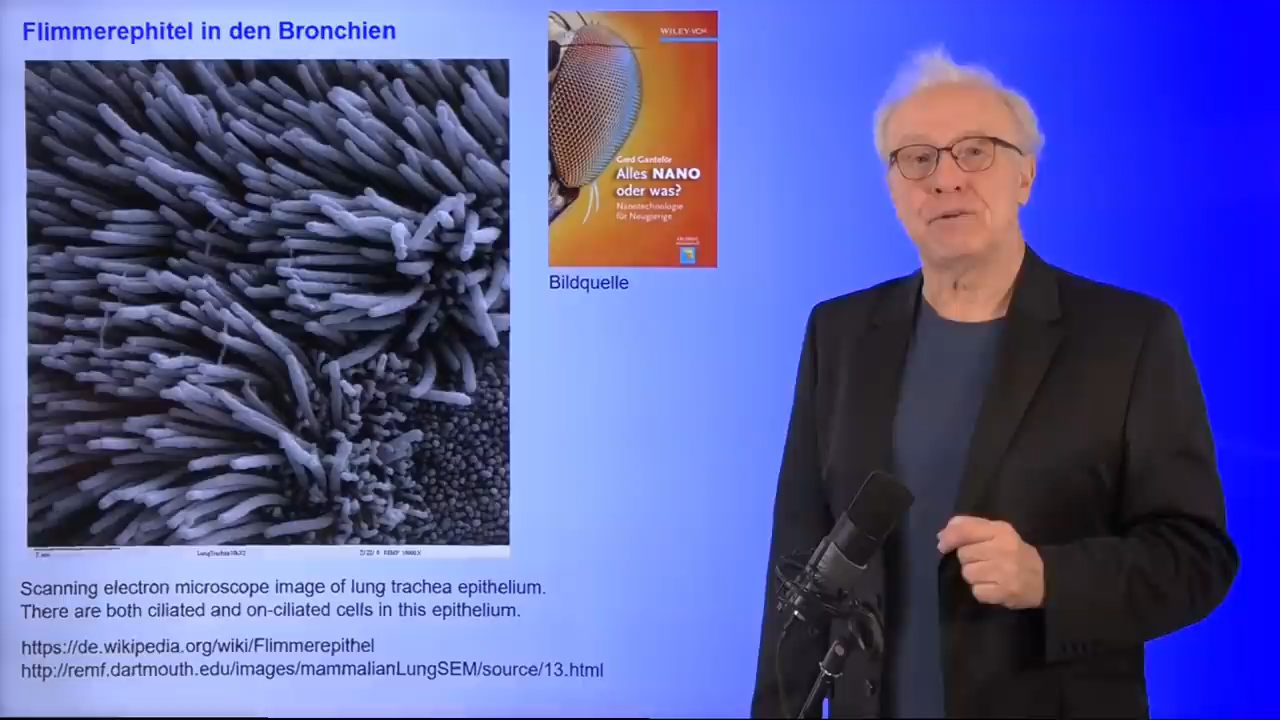 Flimmerephitel in den Bronchien
WILEY-VCH
Gerd Ganteför
Alles NANO
oder was?
Nanotechnologie
für Neugierige
Bildquelle
LungTrachea
Scanning electron microscope image of lung trachea epithelium.
There are both ciliated and on-ciliated cells in this epithelium.
https://de.wikipedia.org/wiki/Flimmerepithel
http://remf.dartmouth.edu/images/mammalianLungSEM/source/13.html